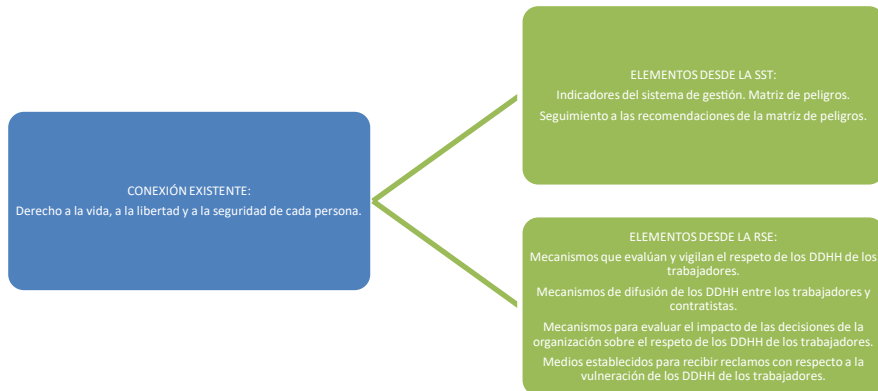 CONEXIÓN EXISTENTE:
Derecho a la vida, a la libertad y a la seguridad de cada persona.
ELEMENTOS DESDE LA SST:
Indicadores del sistema de gestión. Matriz de peligros.
Seguimiento a las recomendaciones de la matriz de peligros.
ELEMENTOS DESDE LA RSE:
Mecanismos que evalúan y vigilan el respeto de los DDHH de los
trabajadores.
Mecanismos de difusión de los DDHH entre los trabajadores y
contratistas.
Mecanismos para evaluar el impacto de las decisiones de la
organización sobre el respeto de los DDHH de los trabajadores.
Medios establecidos para recibir reclamos con respecto a la
vulneración de los DDHH de los trabajadores.